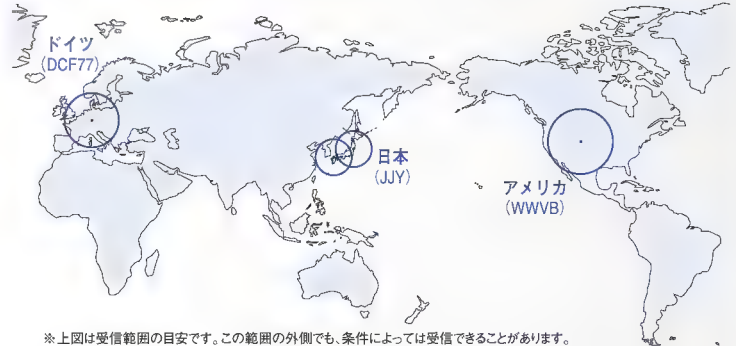 ドイツ
(DCF77)
日本
(JJY)
アメリカ
(WWVB)
※上図は受信範囲の目安です。この範囲の外側でも、条件によっては受信できることがあります。